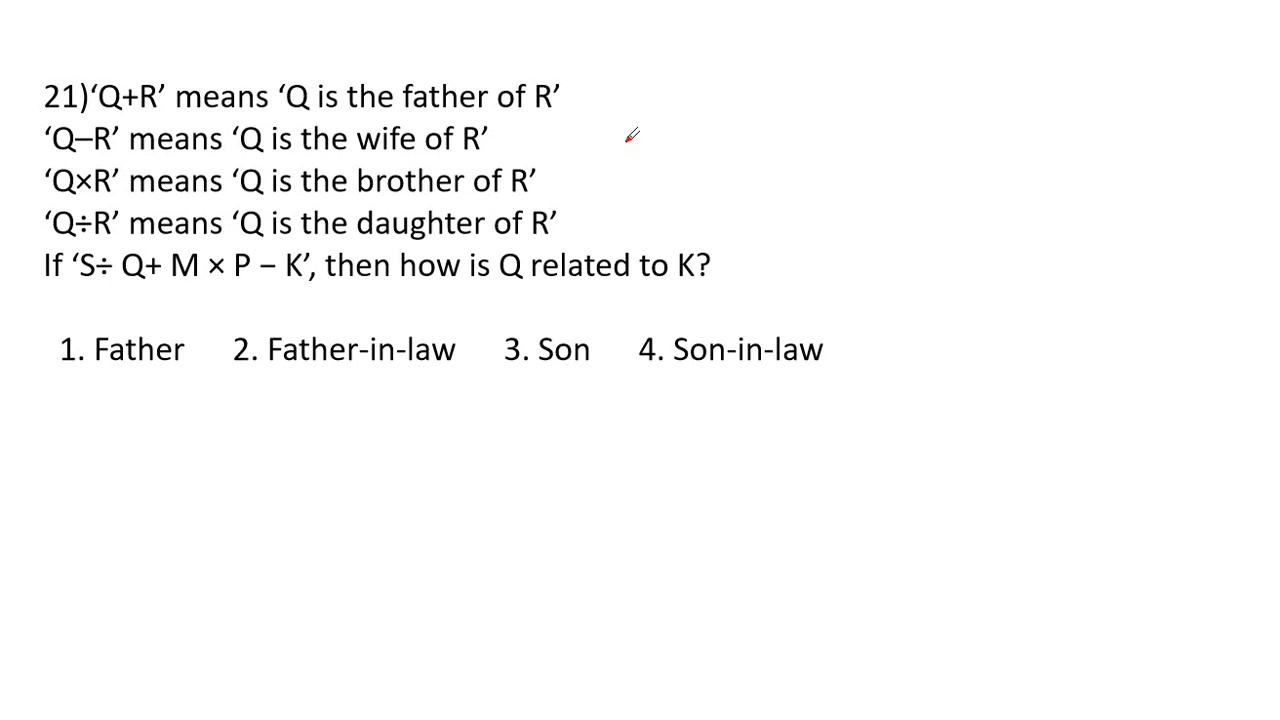 21)‘Q+R’ means ‘Q is the father of R’
‘Q–R’ means ‘Q is the wife of R’
‘Q×R’ means ‘Q is the brother of R’
‘Q÷R’ means ‘Q is the daughter of R’
If ‘S÷ Q+ M × P − K’, then how is Q related to K?
1. Father 2. Father-in-law 3. Son 4. Son-in-law